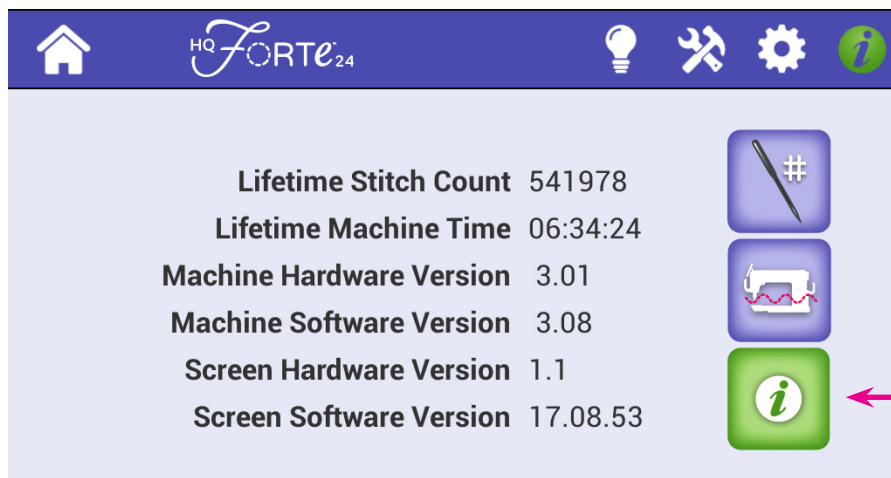 HQ FORTE 24
Lifetime Stitch Count 541978
Lifetime Machine Time 06:34:24
Machine Hardware Version 3.01
Machine Software Version 3.08
Screen Hardware Version 1.1
Screen Software Version 17.08.53
#
i
i